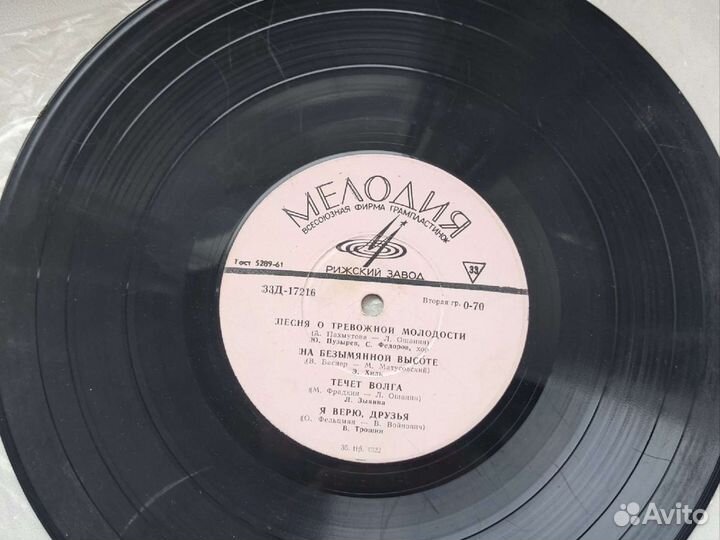 МЕЛОДИЯ
ВСЕСОЮЗНАЯ ФИРМА ГРАМПЛАСТИНОК
Гост 5289-61
РИЖСКИЙ ЗАВОД
33
33Д-17216
Вторая гр. 0-70
ПЕСНЯ О ТРЕВОЖНОЙ МОЛОДОСТИ
(А. Пахмутова — Л. Ошанин)
Ю. Пузырев, С. Федоров, хор
НА БЕЗЫМЯННОЙ ВЫСОТЕ
(В. Баснер — М. Матусовский)
Э. Хиль
ТЕЧЕТ ВОЛГА
(М. Фрадкин — Л. Ошанин)
Л. Зыкина
Я ВЕРЮ, ДРУЗЬЯ
(О. Фельцман — В. Войнович)
В. Трошин
Avito